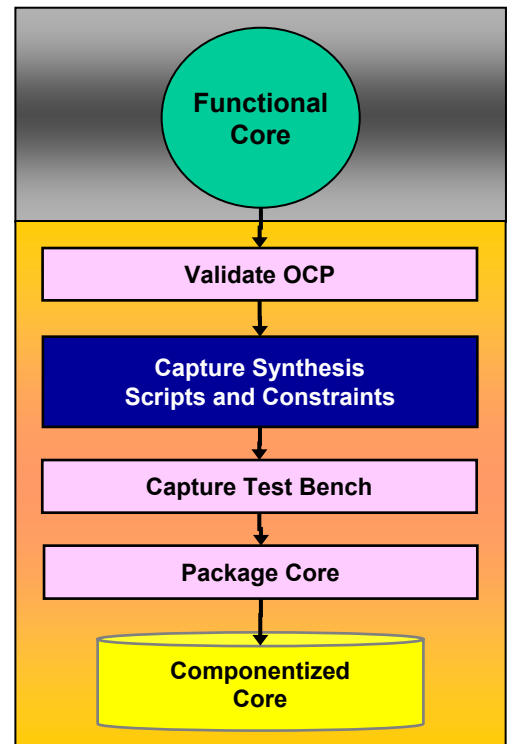 Functional
Core
Validate OCP
Capture Synthesis
Scripts and Constraints
Capture Test Bench
Package Core
Componentized
Core